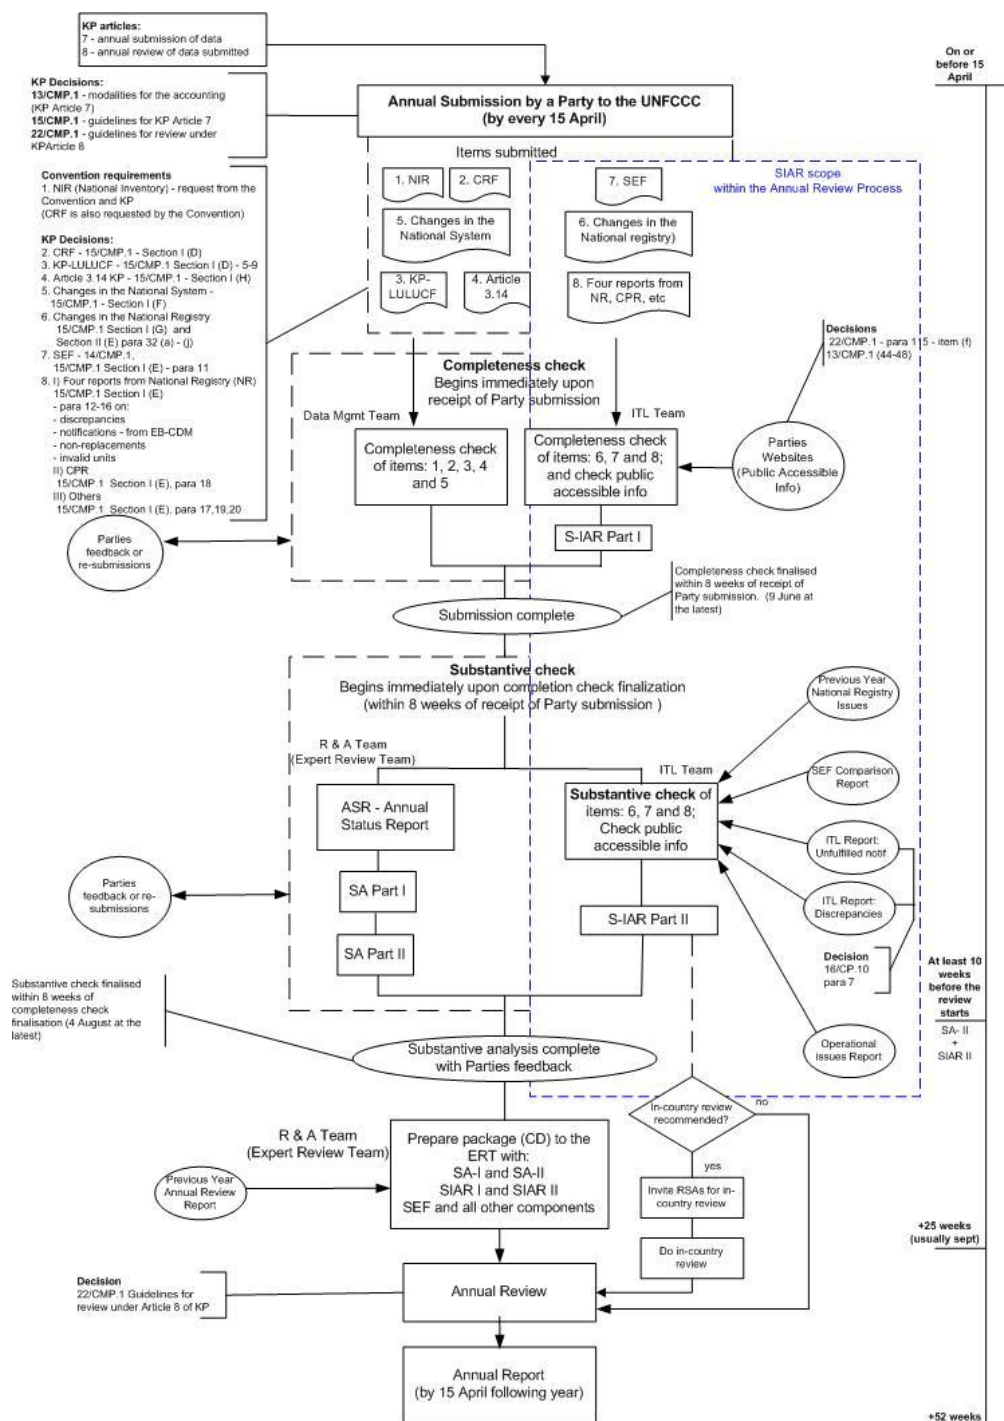 KP articles:
7 - annual submission of data
8 - annual review of data submitted
On or
before 15
April
KP Decisions:
13/CMP.1 - modalities for the accounting
(KP Article 7)
15/CMP.1 - guidelines for KP Article 7
22/CMP.1 - guidelines for review under
KPArticle 8
Annual Submission by a Party to the UNFCCC
(by every 15 April)
Items submitted
SIAR scope
within the Annual Review Process
Convention requirements
1. NIR (National Inventory) - request from the
Convention and KP
(CRF is also requested by the Convention)
KP Decisions:
2. CRF - 15/CMP.1 - Section I (D)
3. KP-LULUCF - 15/CMP.1 Section I (D) - 5-9
4. Article 3.14 KP - 15/CMP.1 - Section I (H)
5. Changes in the National System -
15/CMP.1 - Section I (F)
6. Changes in the National Registry
15/CMP.1 Section I (G) and
Section II (E) para 32 (a) - (j)
7. SEF - 14/CMP.1,
15/CMP.1 Section I (E) - para 11
8. I) Four reports from National Registry (NR)
15/CMP.1 Section I (E)
- para 12-16 on:
- discrepancies
- notifications - from EB-CDM
- non-replacements
- invalid units
II) CPR
15/CMP.1 Section I (E), para 18
III) Others
15/CMP.1 Section I (E), para 17,19,20
1. NIR
2. CRF
7. SEF
5. Changes in the
National System
6. Changes in the
National registry)
3. KP-
LULUCF
4. Article
3.14
8. Four reports from
NR, CPR, etc
Decisions
22/CMP.1 - para 115 - item (f)
13/CMP.1 (44-48)
Completeness check
Begins immediately upon
receipt of Party submission
Data Mgmt Team
ITL Team
Completeness check
of items: 1, 2, 3, 4
and 5
Completeness check
of items: 6, 7 and 8;
and check public
accessible info
Parties
Websites
(Public Accessible
Info)
S-IAR Part I
Parties
feedback or
re-submissions
Completeness check finalised
within 8 weeks of receipt of
Party submission. (9 June at
the latest)
Submission complete
Substantive check
Begins immediately upon completion check finalization
(within 8 weeks of receipt of Party submission )
Previous Year
National Registry
Issues
R & A Team
(Expert Review Team)
ITL Team
ASR - Annual
Status Report
Substantive check of
items: 6, 7 and 8;
Check public
accessible info
SEF Comparison
Report
ITL Report:
Unfulfilled notif.
ITL Report:
Discrepancies
SA Part I
Parties
feedback or re-
submissions
S-IAR Part II
SA Part II
Decision
16/CP.10
para 7
At least 10
weeks
before the
review
starts
SA- II
+
SIAR II
Substantive check finalised
within 8 weeks of
completeness check
finalisation (4 August at the
latest)
Operational
issues Report
Substantive analysis complete
with Parties feedback
In-country review
recommended?
no
yes
R & A Team
(Expert Review Team)
Prepare package (CD) to the
ERT with:
SA-I and SA-II
SIAR I and SIAR II
SEF and all other components
Previous Year
Annual Review
Report
Invite RSAs for in-
country review
Do in-country
review
+25 weeks
(usually sept)
Decision
22/CMP.1 Guidelines for
review under Article 8 of KP
Annual Review
Annual Report
(by 15 April following year)
+52 weeks